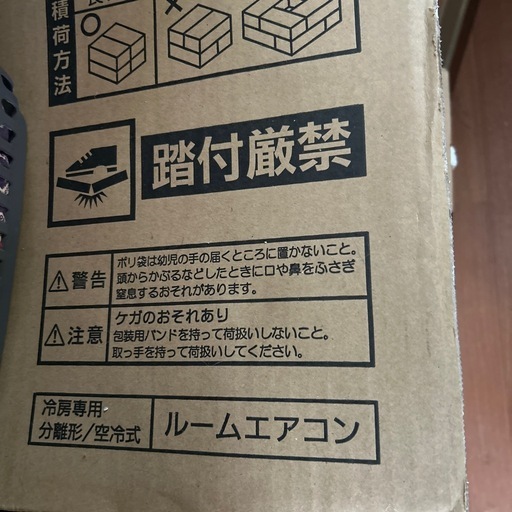 積荷方法
踏付厳禁
警告
ポリ袋は幼児の手の届くところに置かないこと。
頭からかぶるなどしたときに口や鼻をふさぎ
窒息するおそれがあります。
注意
ケガのおそれあり
包装用バンドを持って荷扱いしないこと。
取っ手を持って荷扱いしてください。
冷房専用
分離形/空冷式
ルームエアコン